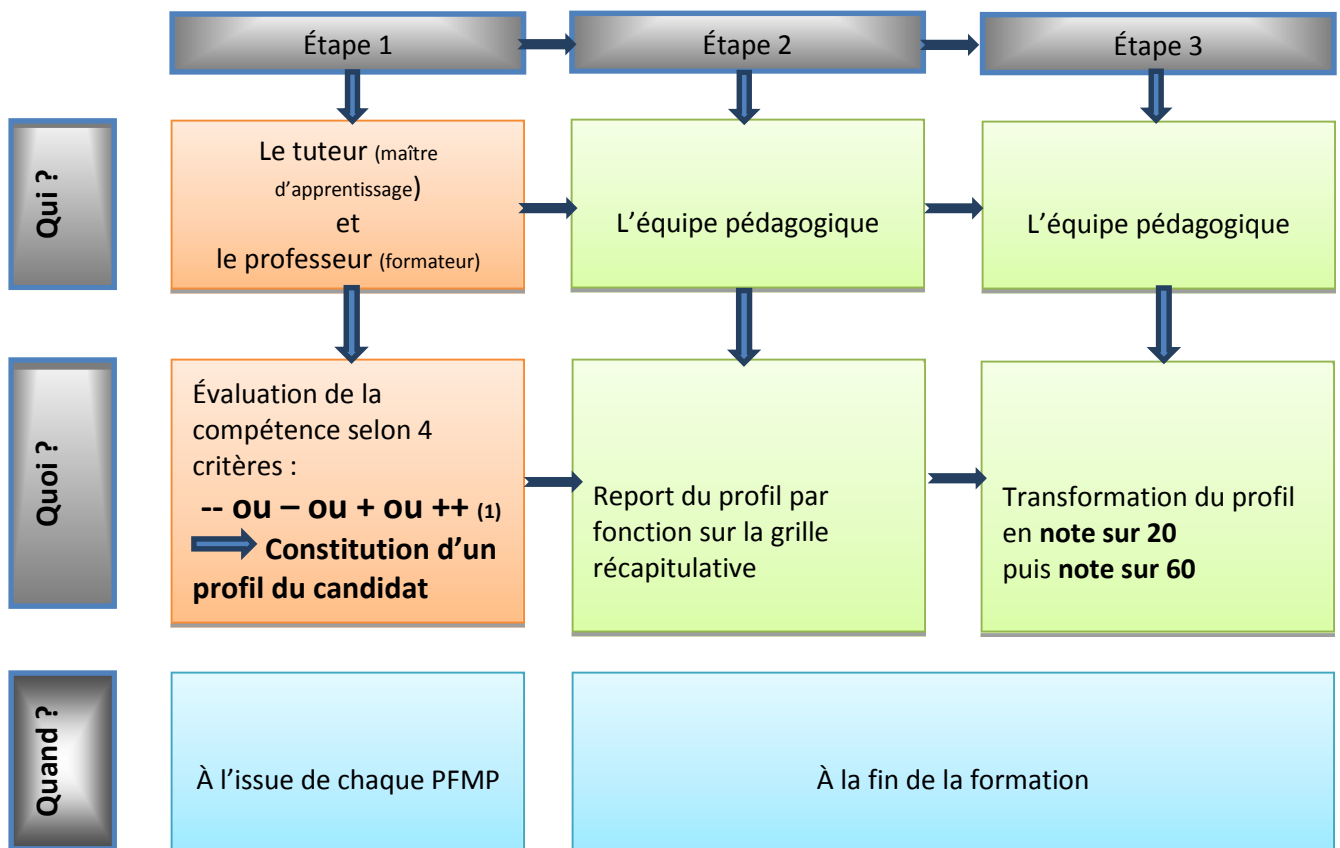 Étape 1
Étape 2
Étape 3
Qui ?
Le tuteur (maître
d'apprentissage)
et
le professeur (formateur)
L'équipe pédagogique
L'équipe pédagogique
Quoi ?
Évaluation de la
compétence selon 4
critères :
-- ou – ou + ou ++ (1)
Constitution d'un
profil du candidat
Report du profil par
fonction sur la grille
récapitulative
Transformation du profil
en note sur 20
puis note sur 60
Quand ?
À l'issue de chaque PFMP
À la fin de la formation